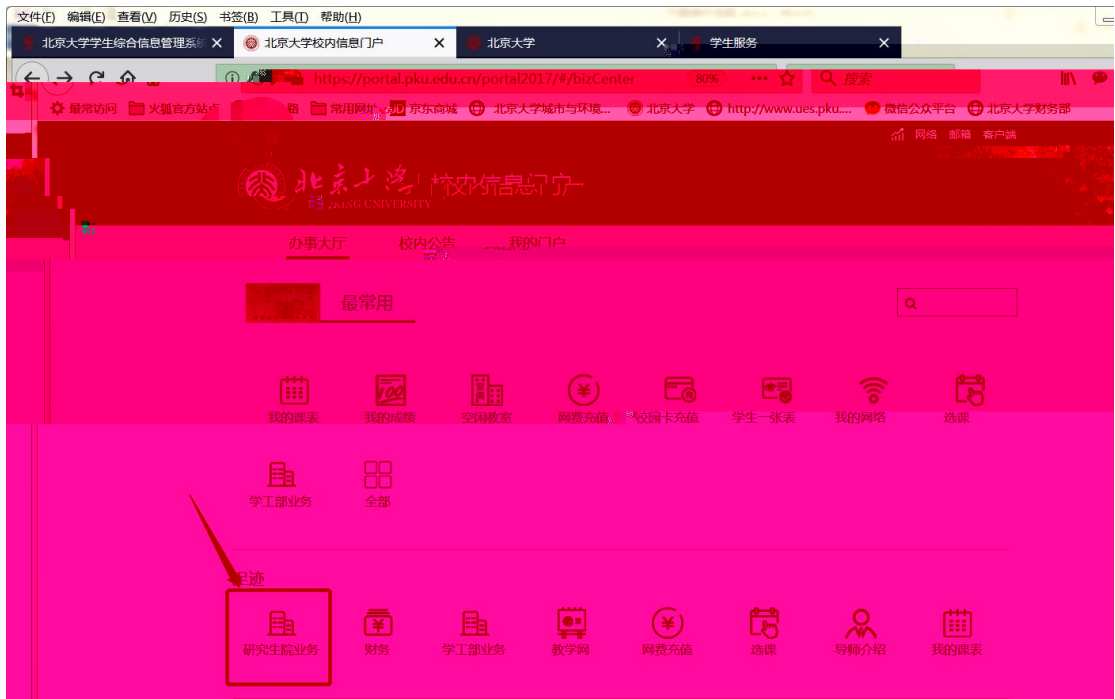 文件(F) 编辑(E) 查看(V) 历史(S) 书签(B) 工具(T) 帮助(H)
北京大学学生综合信息管理系统 北京大学校内信息门户 北京大学 学生服务
https://portal.pku.edu.cn/portal2017/#/bizCenter 80% 搜索
最常访问 火狐官方站点 常用网址 JD 京东商城 北京大学城市与环境... 北京大学 http://www.ues.pku.... 微信公众平台 北京大学财务部
网络 邮箱 客户端
北京大学 校内信息门户
PEKING UNIVERSITY
办事大厅 校内公告 我的门户
最常用
我的课表 我的成绩 空闲教室 网费充值 校园卡充值 学生一张表 我的网络 选课
学工部业务 全部
足迹
研究生院业务 财务 学工部业务 教学网 网费充值 选课 导师介绍 我的课表